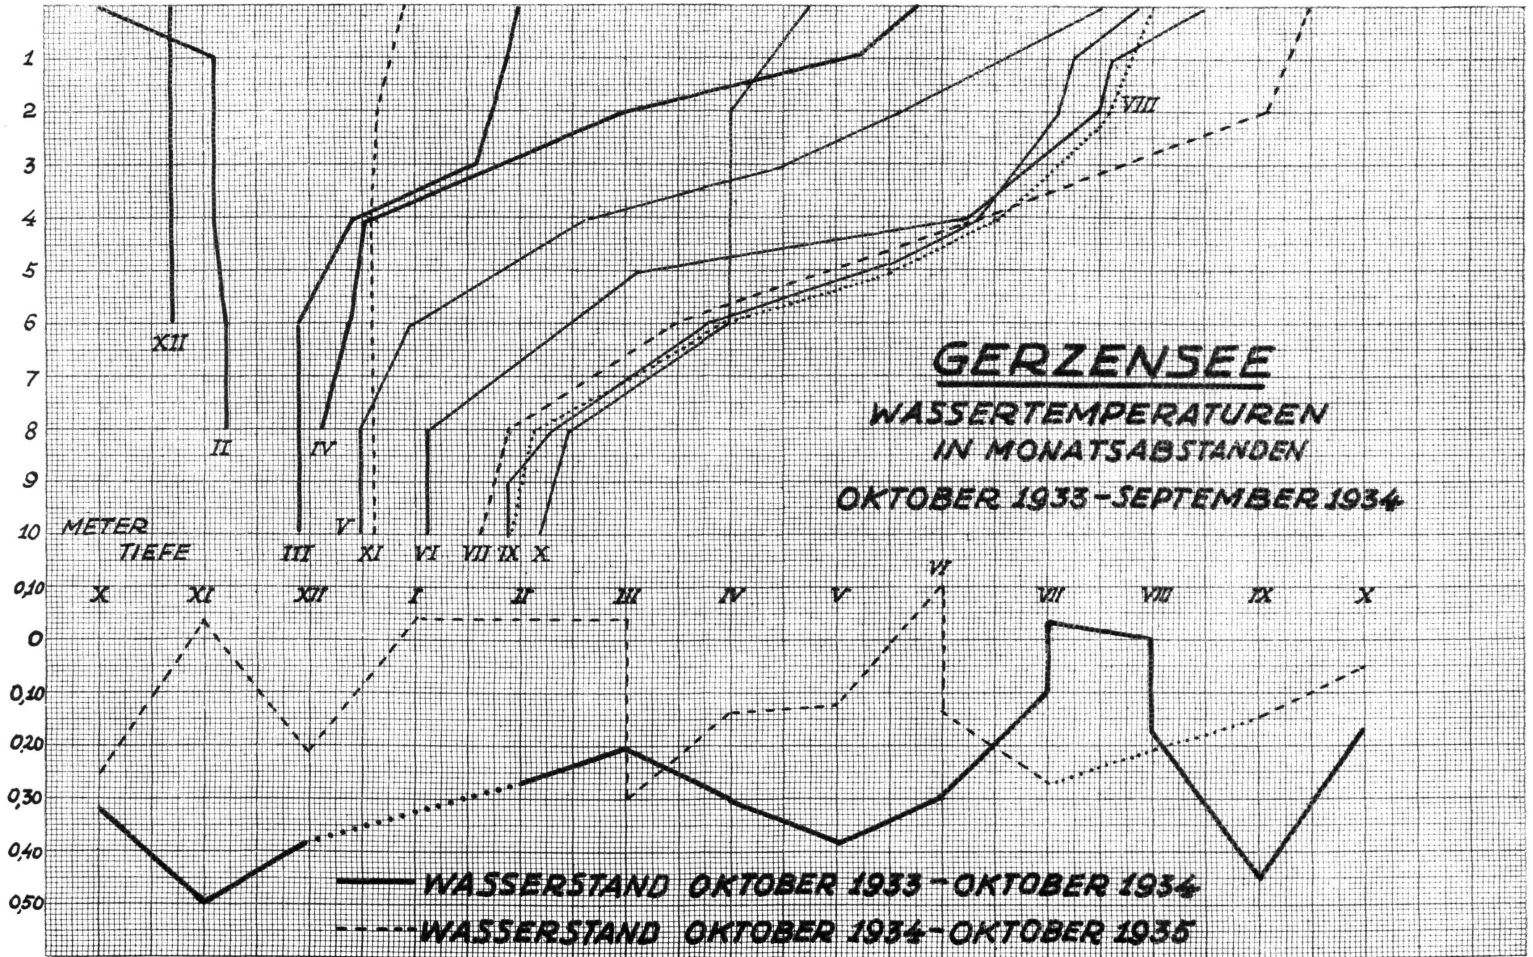 1
2
VIII
3
4
5
6
XII
GERZENSEE
7
WASSERTEMPERATUREN
8
II
IV
IN MONATSABSTÄNDEN
9
OKTOBER 1933-SEPTEMBER 1934
METER
10
V
TIEFE
III
XI
VI
VII
IX
X
VI
0,10
X
XI
XII
I
II
III
IV
V
VII
VIII
IX
X
0
0,10
0,20
0,30
0,40
WASSERSTAND OKTOBER 1933-OKTOBER 1934
0,50
WASSERSTAND OKTOBER 1934-OKTOBER 1935